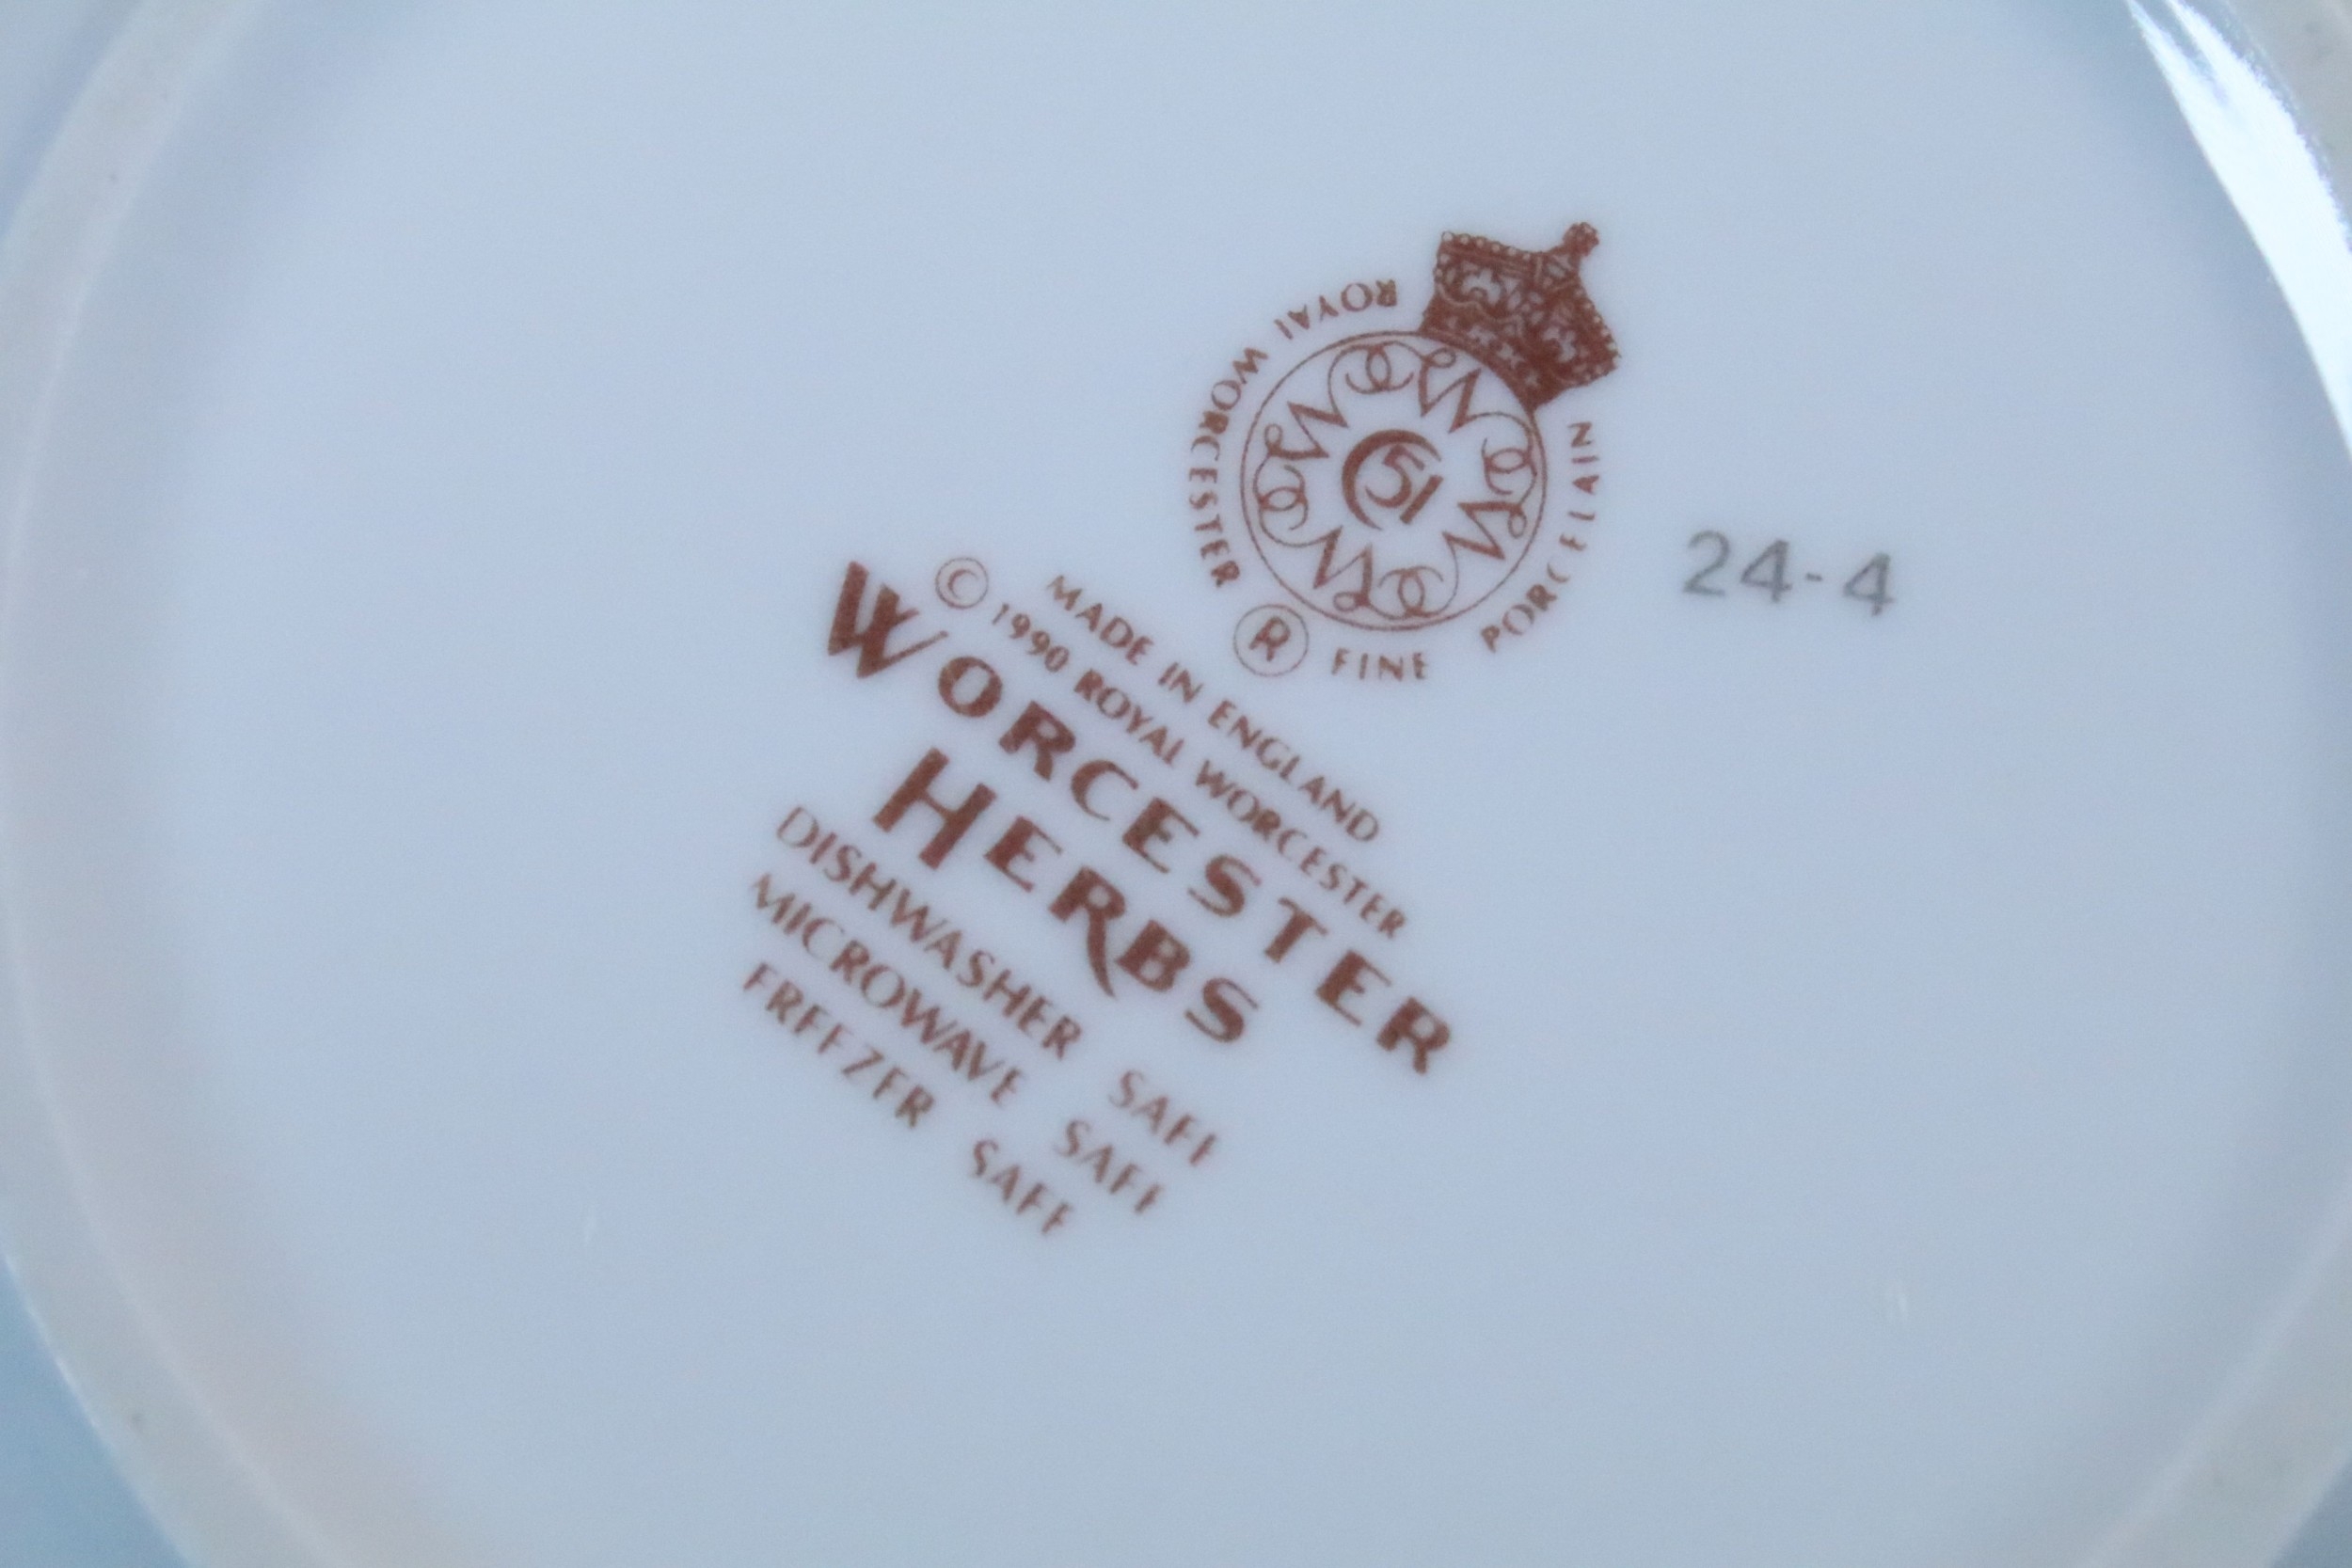 ROYAL WORCESTER
51
® FINE PORCELAIN
24-4
MADE IN ENGLAND
© 1990 ROYAL WORCESTER
WORCESTER
HERBS
DISHWASHER SAFE
MICROWAVE SAFE
FREEZER SAFE